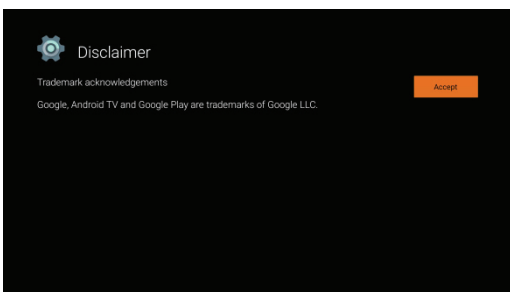 Disclaimer
Trademark acknowledgements
Accept
Google, Android TV and Google Play are trademarks of Google LLC.